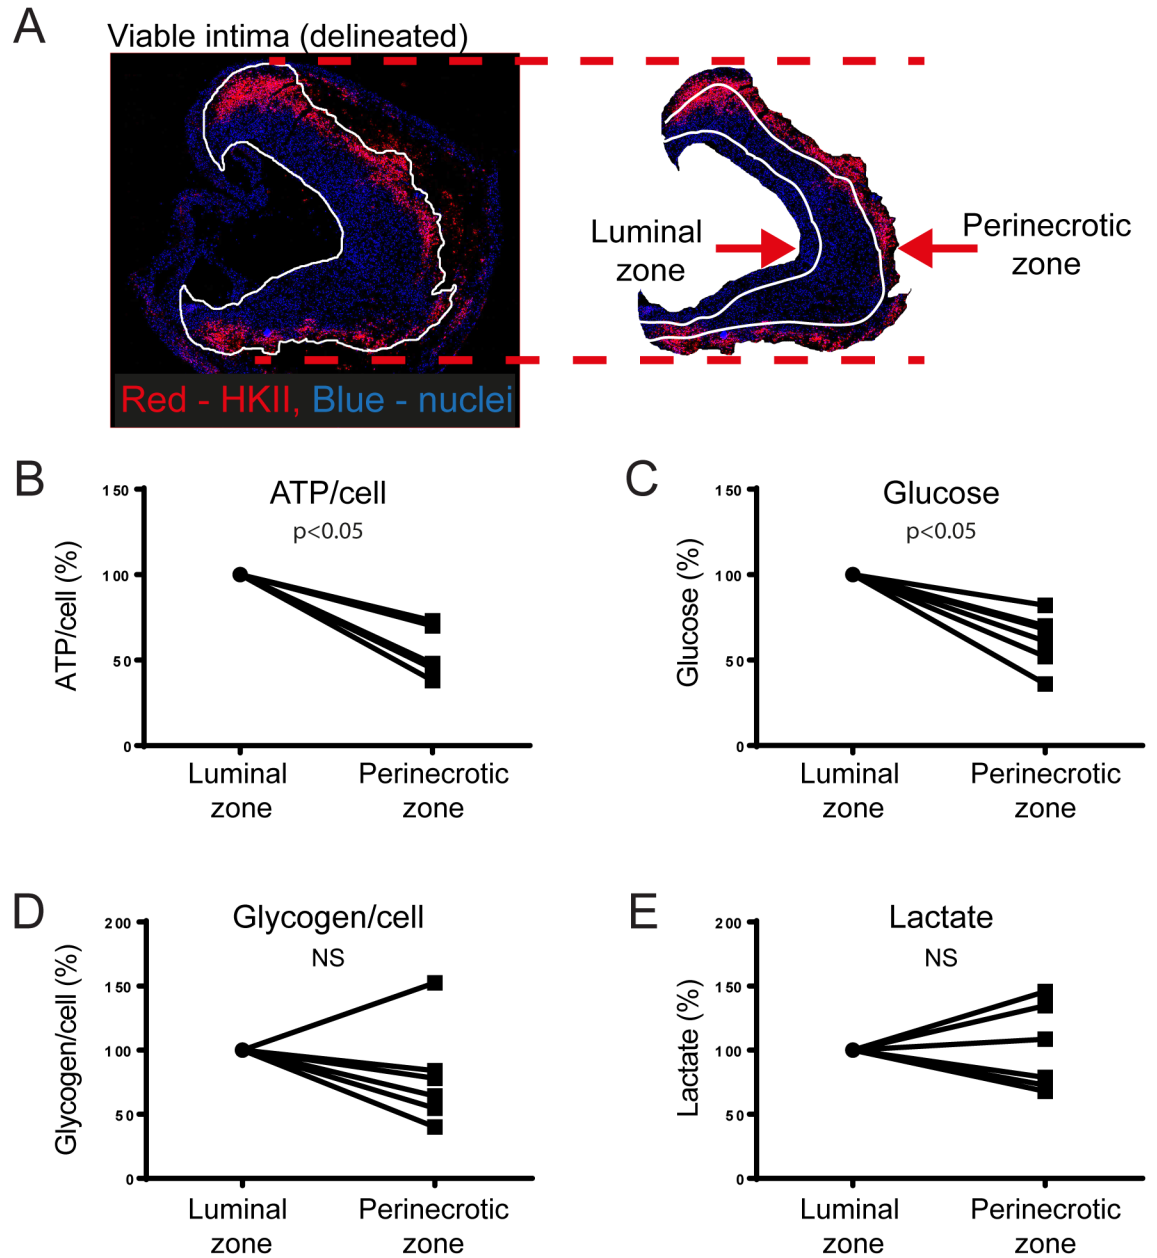 A
Viable intima (delineated)
Luminal
zone
Perinecrotic
zone
Red - HKII, Blue - nuclei
B
ATP/cell
p<0.05
ATP/cell (%)
150
100
50
0
Luminal
zone
Perinecrotic
zone
C
Glucose
p<0.05
Glucose (%)
150
100
50
0
Luminal
zone
Perinecrotic
zone
D
Glycogen/cell
NS
Glycogen/cell (%)
200
150
100
50
0
Luminal
zone
Perinecrotic
zone
E
Lactate
NS
Lactate (%)
200
150
100
50
0
Luminal
zone
Perinecrotic
zone